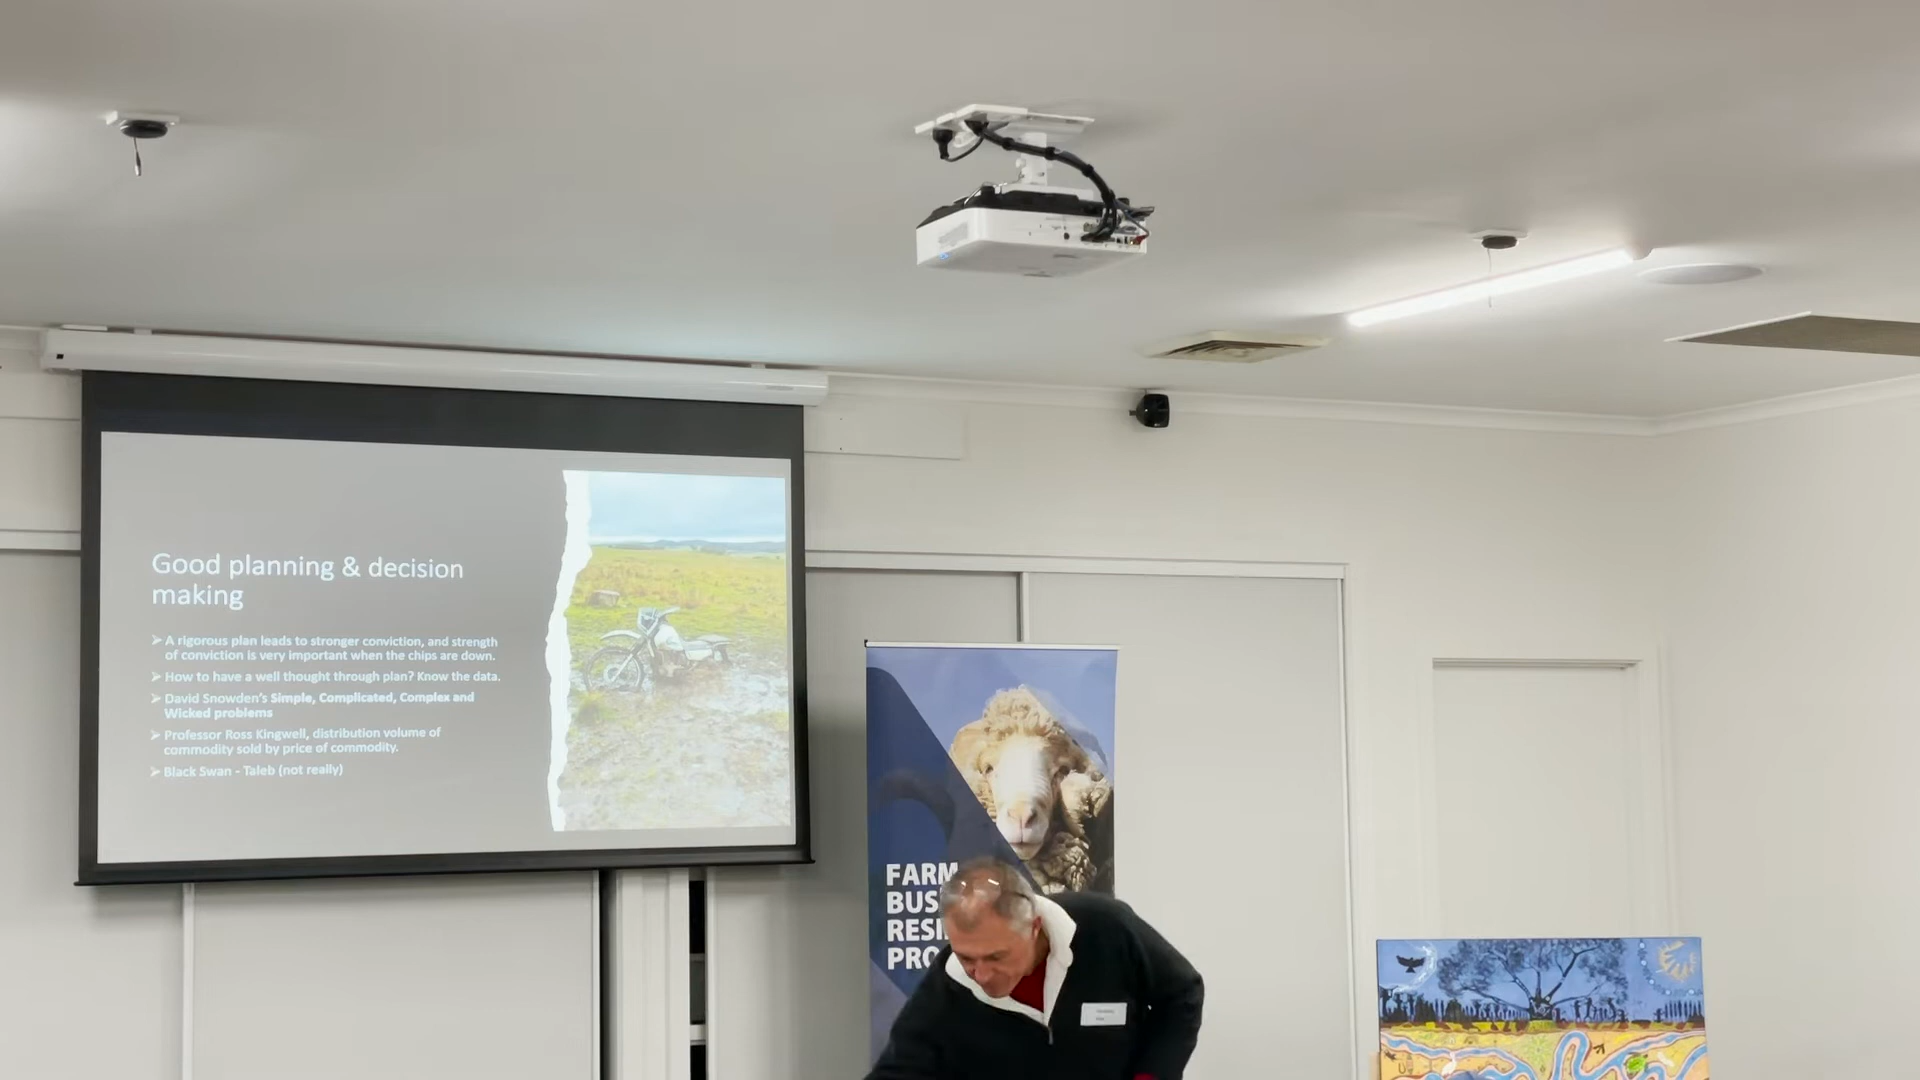 Good planning & decision
making
➢ A rigorous plan leads to stronger conviction, and strength
of conviction is very important when the chips are down.
➢ How to have a well thought through plan? Know the data.
➢ David Snowden's Simple, Complicated, Complex and
Wicked problems
➢ Professor Ross Kingwell, distribution volume of
commodity sold by price of commodity.
➢ Black Swan - Taleb (not really)
FARM
BUS
RESI
PRO